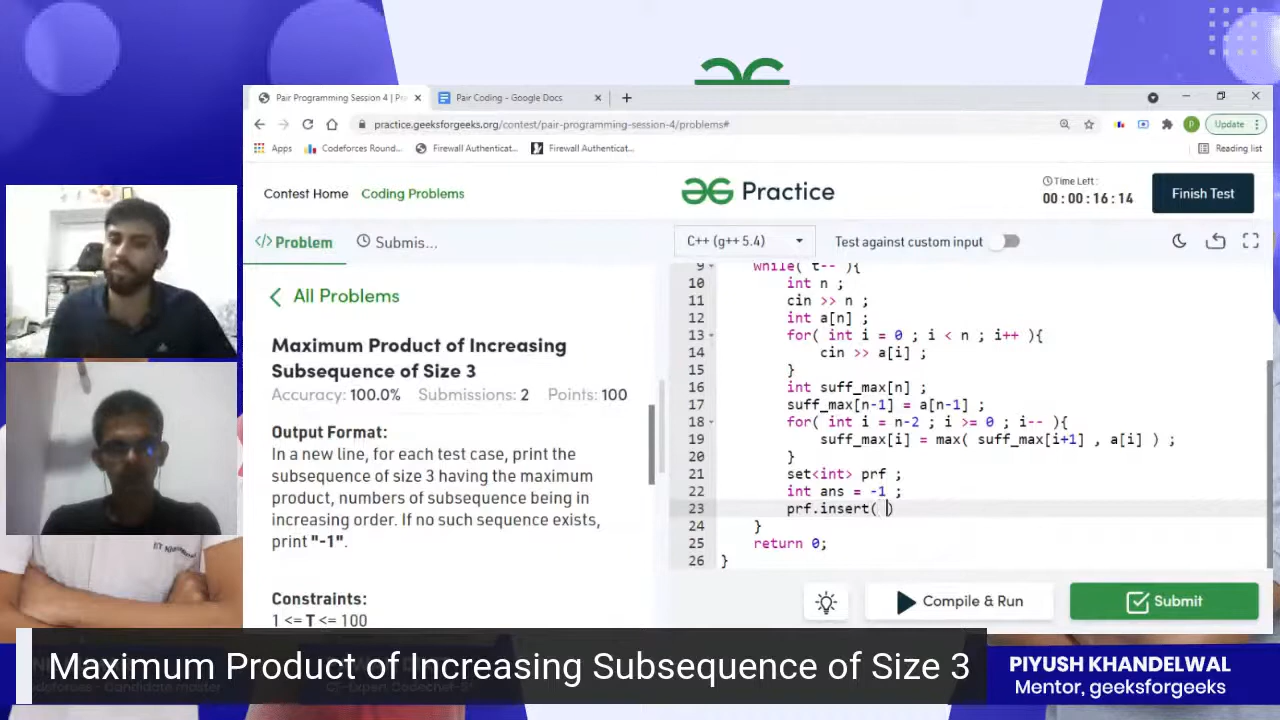 Pair Programming Session 4 | Pr
Pair Coding - Google Docs
practice.geeksforgeeks.org/contest/pair-programming-session-4/problems#
P
Update
Apps
Codeforces Round...
Firewall Authenticat...
Firewall Authenticat...
Reading list
Contest Home
Coding Problems
Practice
Time Left :
00 : 00 : 16 : 14
Finish Test
</> Problem
Submis...
C++ (g++ 5.4)
Test against custom input
All Problems
Maximum Product of Increasing
Subsequence of Size 3
Accuracy: 100.0% Submissions: 2 Points: 100
Output Format:
In a new line, for each test case, print the
subsequence of size 3 having the maximum
product, numbers of subsequence being in
increasing order. If no such sequence exists,
print "-1".
Constraints:
1 <= T <= 100
9 while( t-- ){
10 int n ;
11 cin >> n ;
12 int a[n] ;
13 for( int i = 0 ; i < n ; i++ ){
14 cin >> a[i] ;
15 }
16 int suff_max[n] ;
17 suff_max[n-1] = a[n-1] ;
18 for( int i = n-2 ; i >= 0 ; i-- ){
19 suff_max[i] = max( suff_max[i+1] , a[i] ) ;
20 }
21 set<int> prf ;
22 int ans = -1 ;
23 prf.insert( )
24 }
25 return 0;
26 }
Compile & Run
Submit
Maximum Product of Increasing Subsequence of Size 3
PIYUSH KHANDELWAL
Mentor, geeksforgeeks